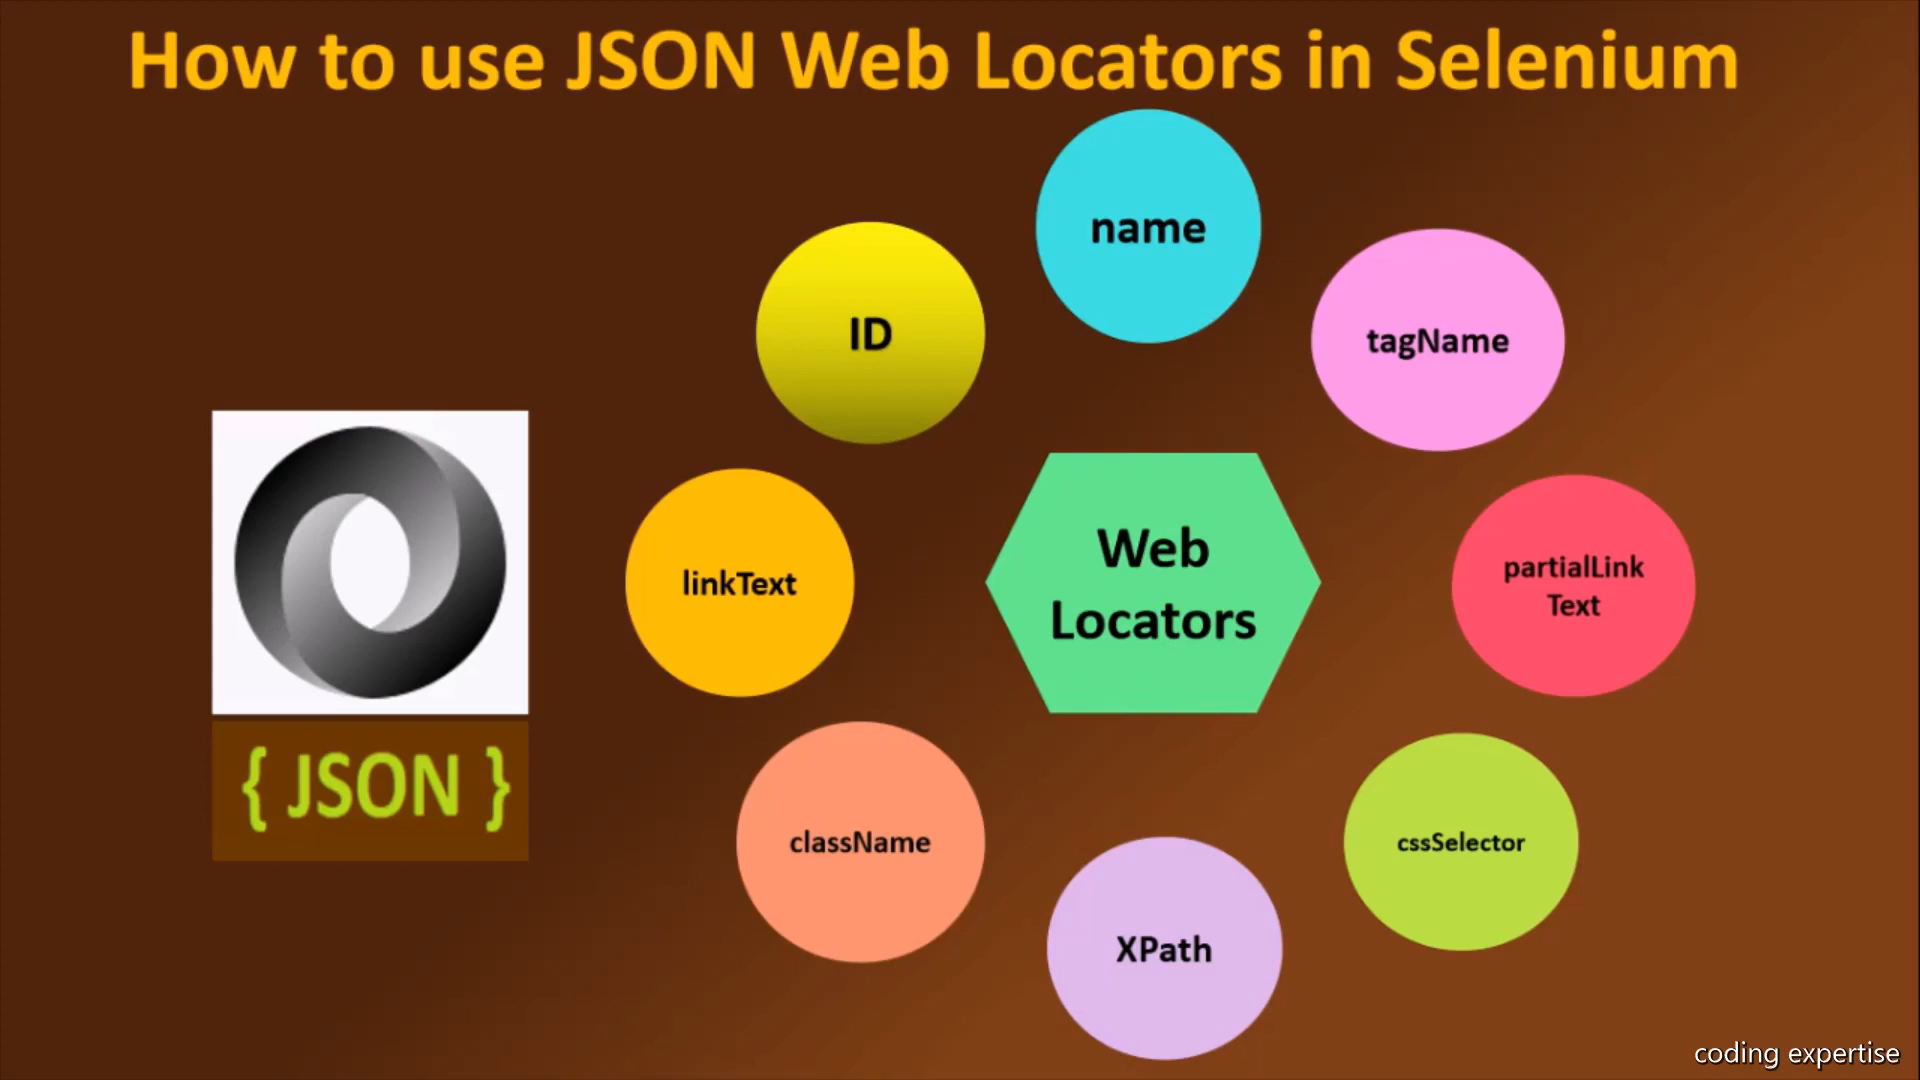 How to use JSON Web Locators in Selenium
name
ID
tagName
linkText
Web
Locators
partialLink
Text
{ JSON }
className
cssSelector
XPath
coding expertise